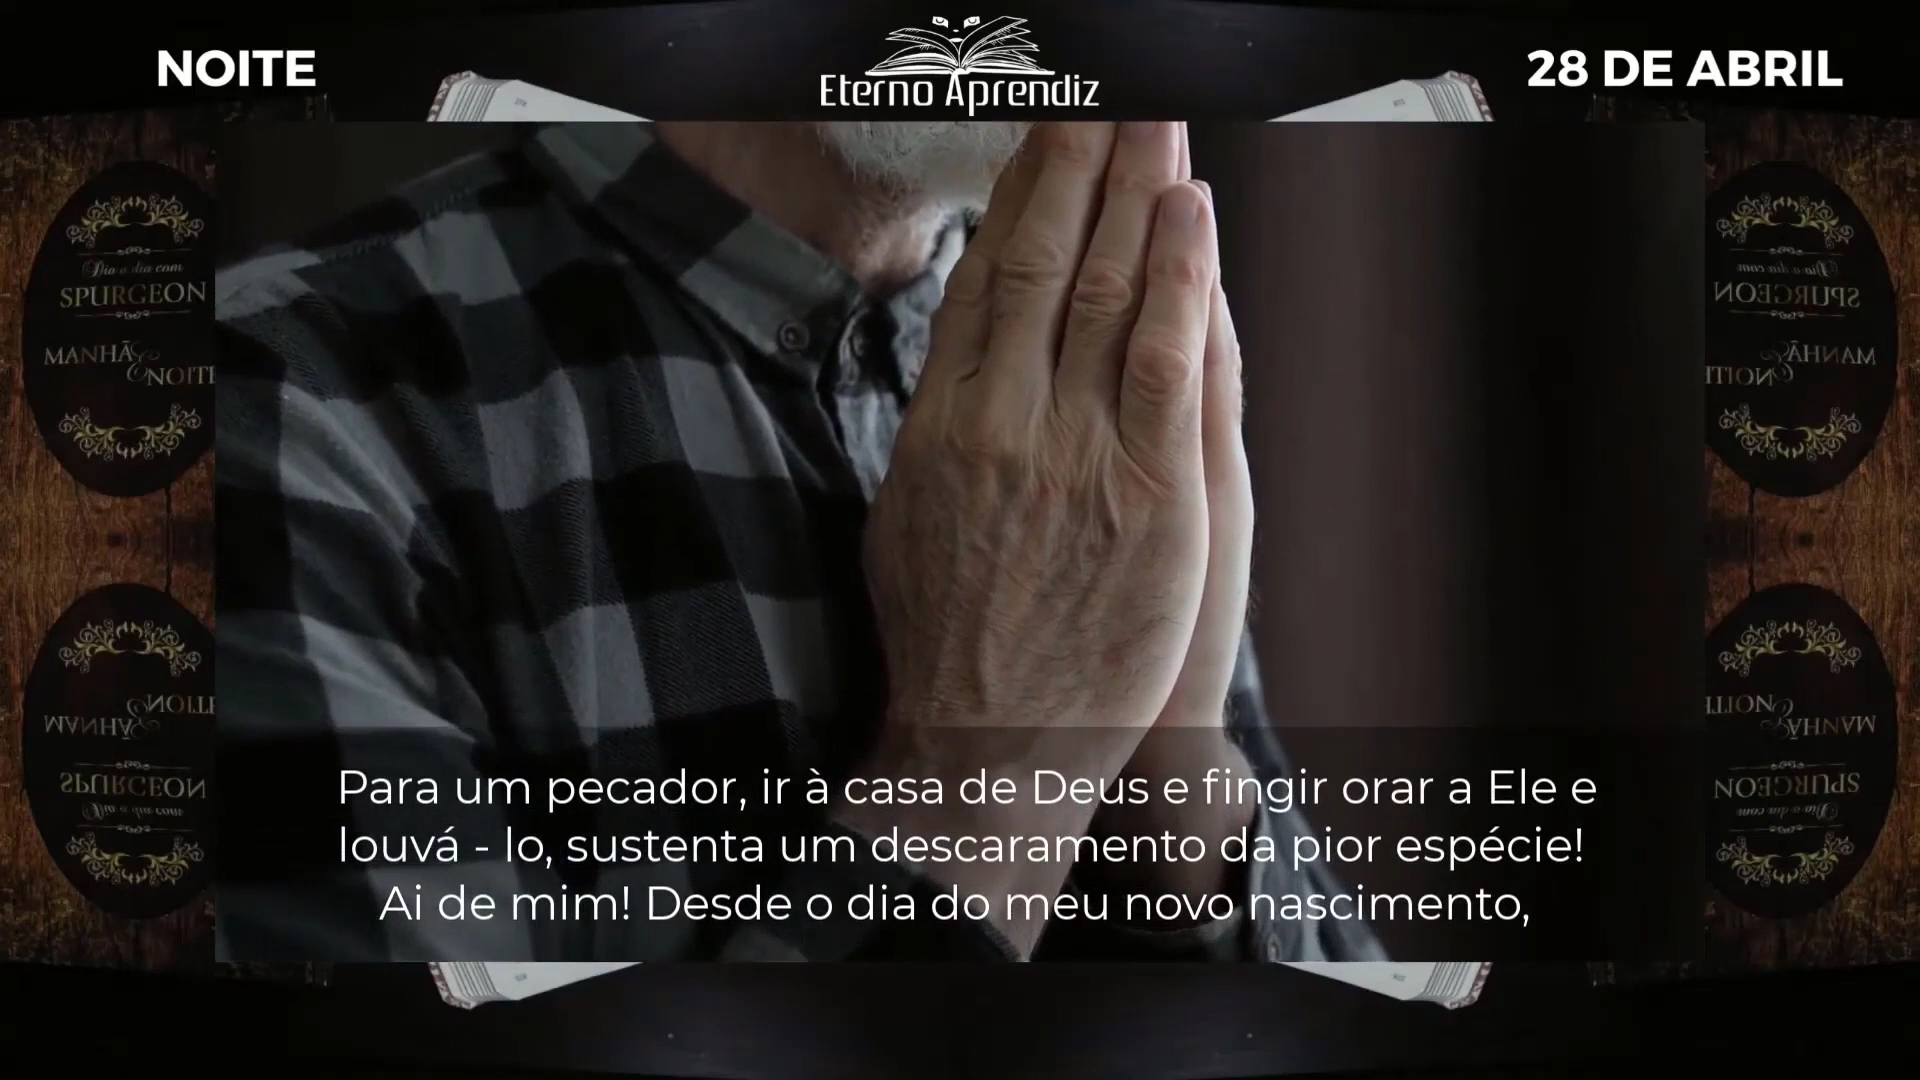 NOITE
Eterno Aprendiz
28 DE ABRIL
Dia a dia com
SPURGEON
MANHÃ
& NOITE
Para um pecador, ir à casa de Deus e fingir orar a Ele e
louvá - lo, sustenta um descaramento da pior espécie!
Ai de mim! Desde o dia do meu novo nascimento,